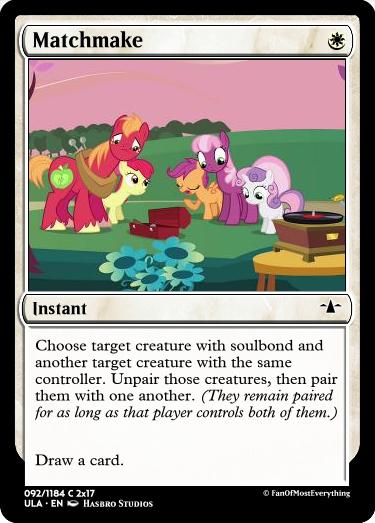 Matchmake
Instant
Choose target creature with soulbond and
another target creature with the same
controller. Unpair those creatures, then pair
them with one another. (They remain paired
for as long as that player controls both of them.)
Draw a card.
092/1184 C 2x17
ULA · EN Hasbro Studios
© FanOfMostEverything